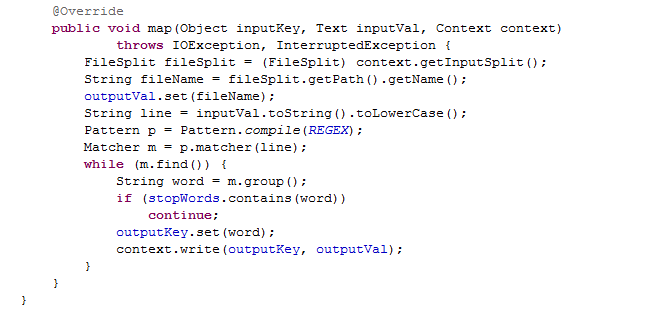 @Override
public void map(Object inputKey, Text inputVal, Context context)
throws IOException, InterruptedException {
FileSplit fileSplit = (FileSplit) context.getInputSplit();
String fileName = fileSplit.getPath().getName();
outputVal.set(fileName);
String line = inputVal.toString().toLowerCase();
Pattern p = Pattern.compile(REGEX);
Matcher m = p.matcher(line);
while (m.find()) {
String word = m.group();
if (stopWords.contains(word))
continue;
outputKey.set(word);
context.write(outputKey, outputVal);
}
}
}